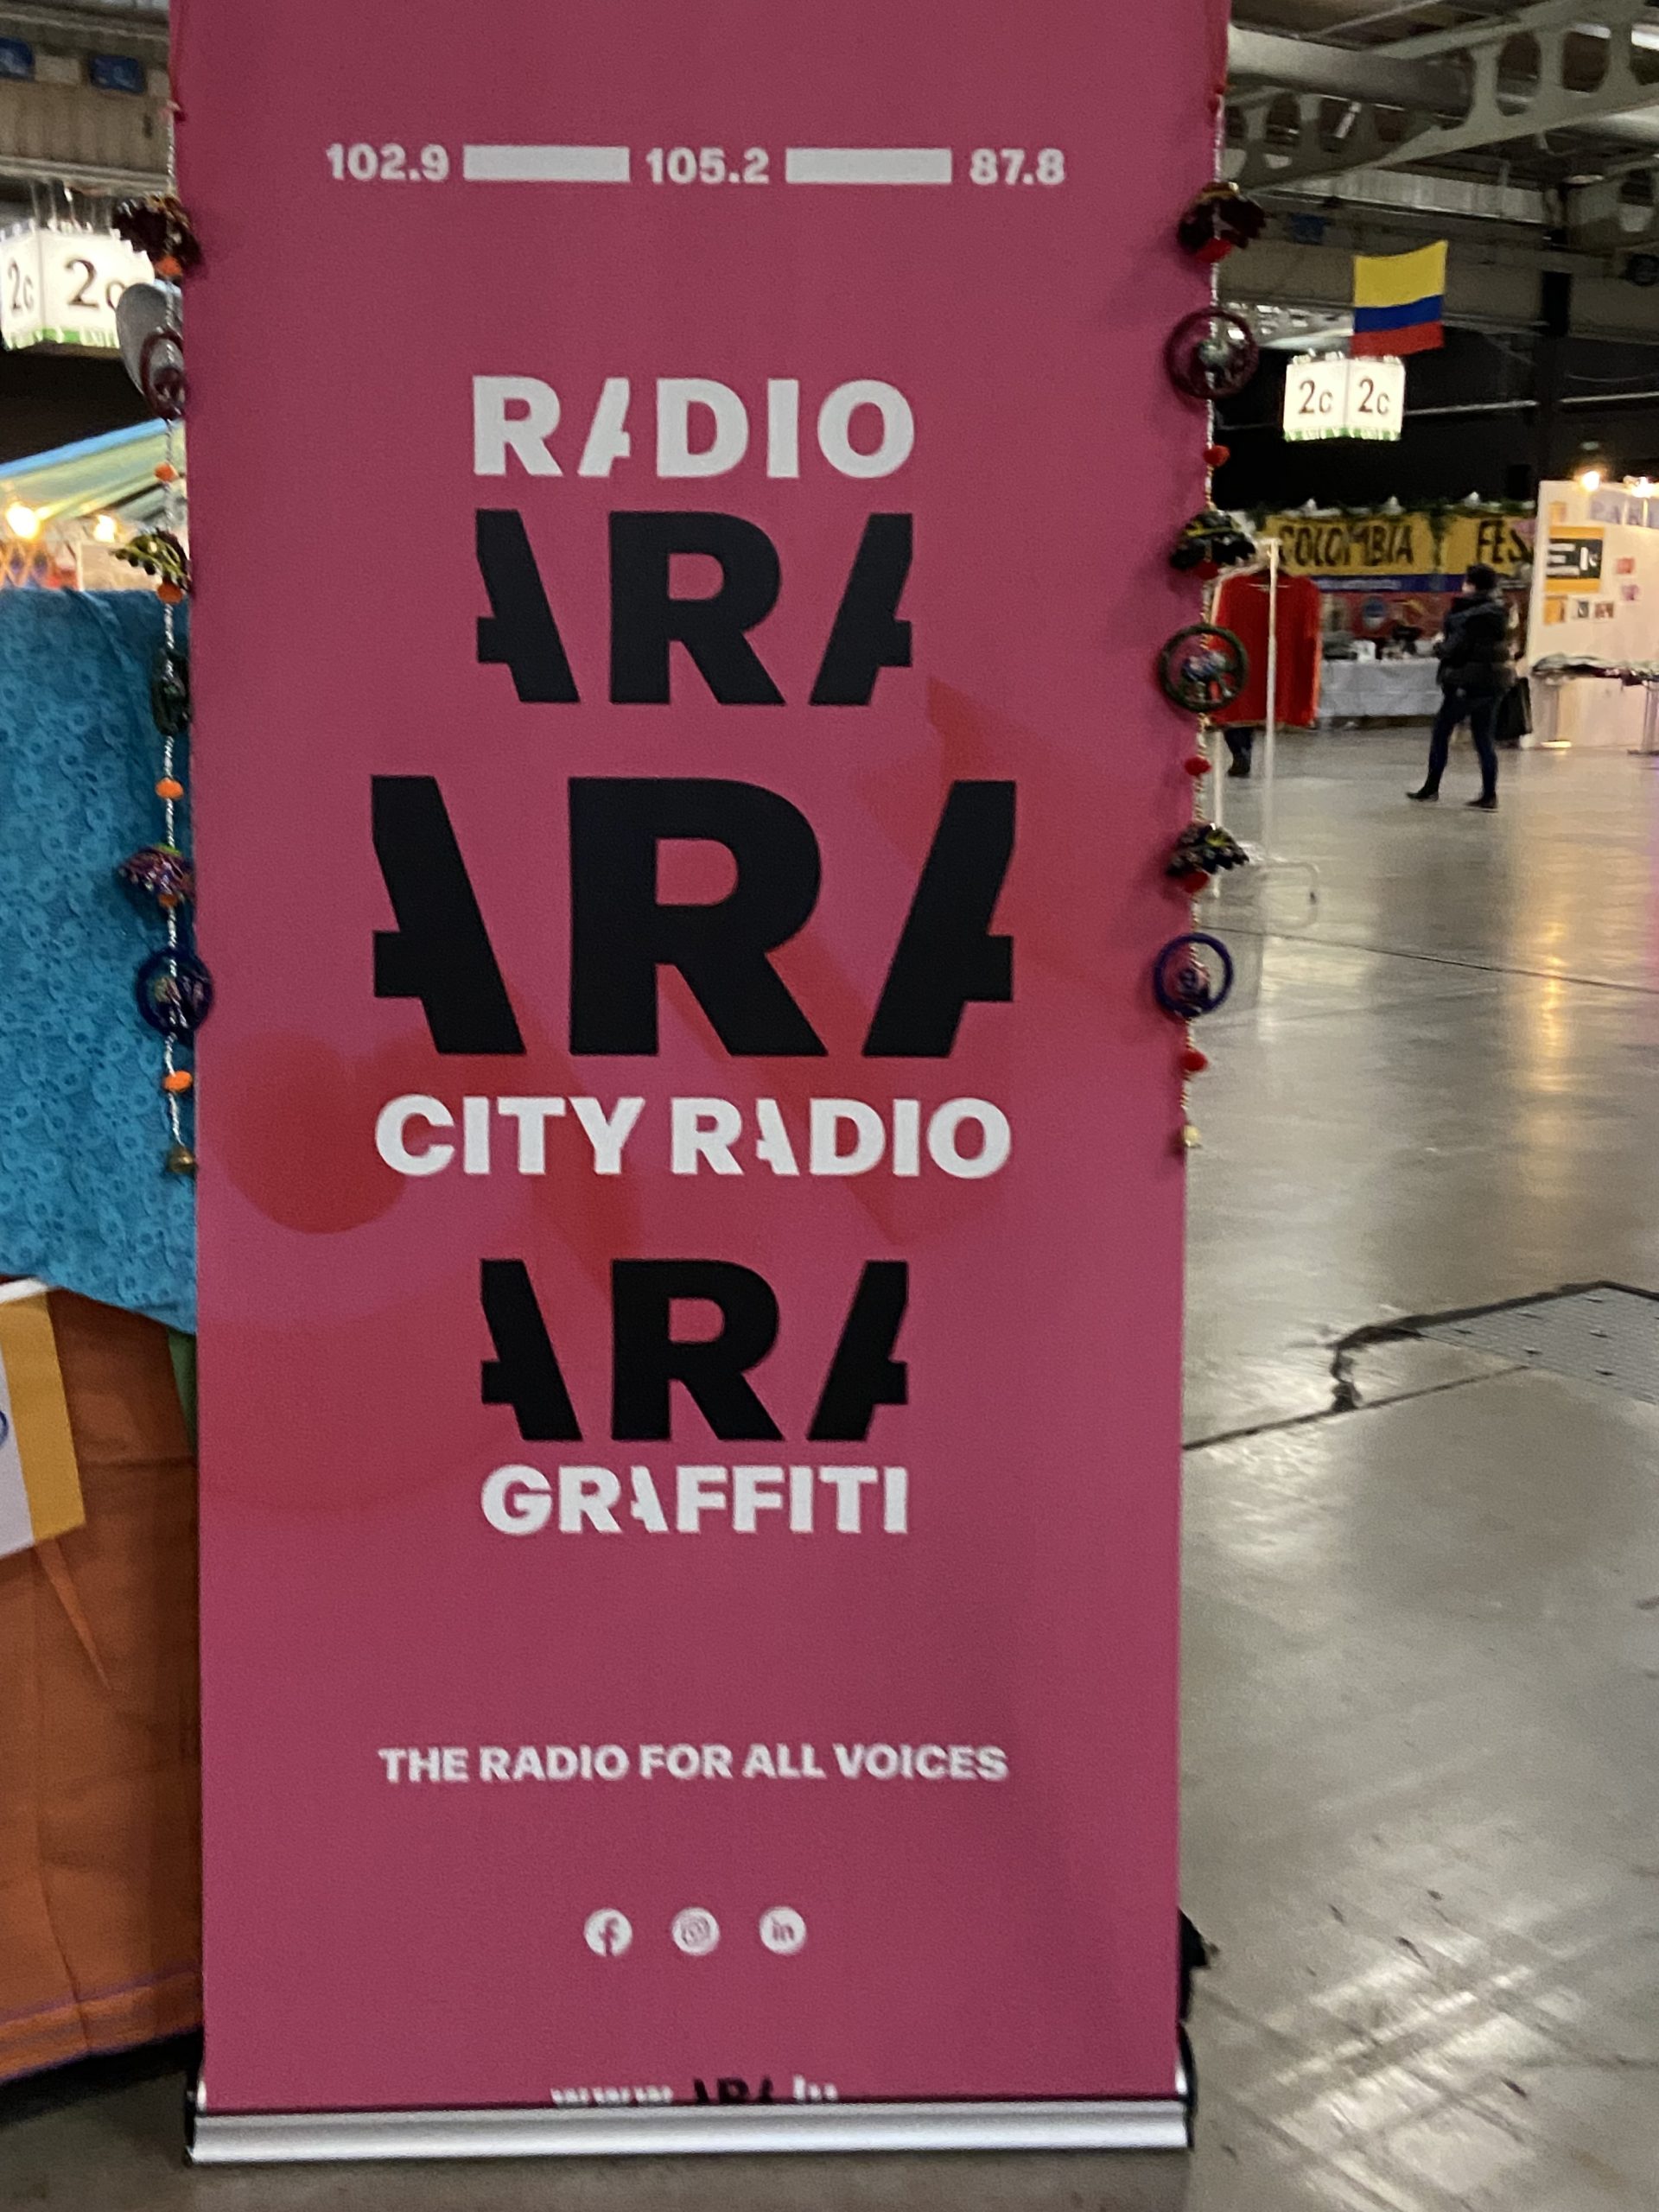 102.9 105.2 87.8
RADIO
ARA
ARA
CITY RADIO
ARA
GRAFFITI
THE RADIO FOR ALL VOICES
2c 2c
2c 2c
COLOMBIA